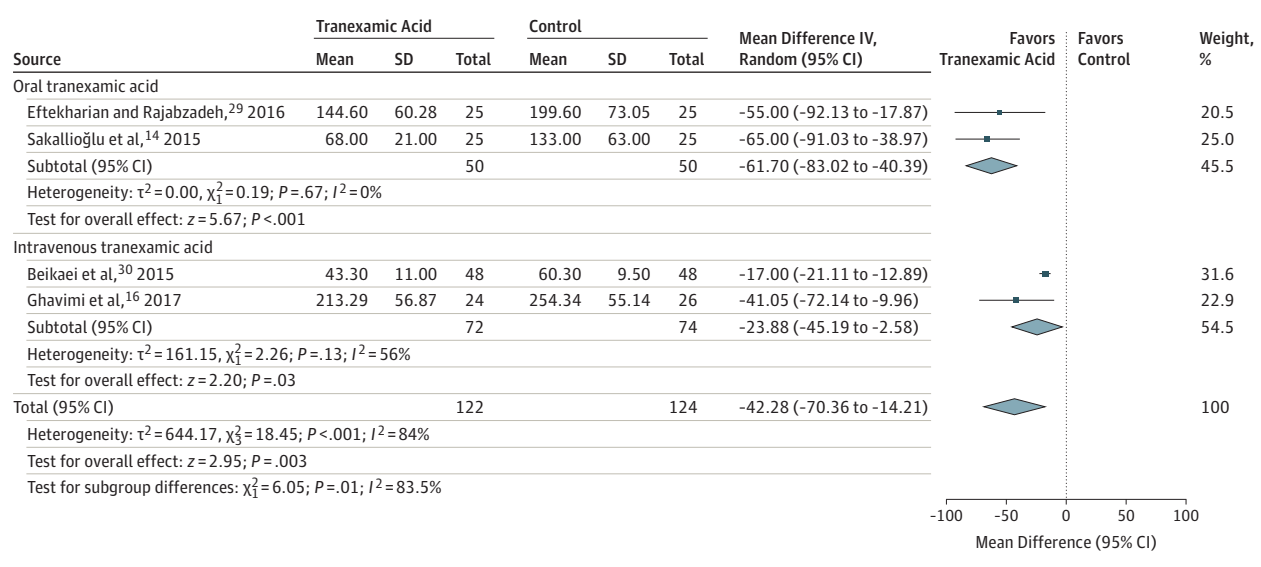 Tranexamic Acid Control
Mean Difference IV, Random (95% CI)
Favors Tranexamic Acid
Favors Control
Weight, %
Source Mean SD Total Mean SD Total
Oral tranexamic acid
Eftekharian and Rajabzadeh,29 2016 144.60 60.28 25 199.60 73.05 25 -55.00 (-92.13 to -17.87) 20.5
Sakallioğlu et al,14 2015 68.00 21.00 25 133.00 63.00 25 -65.00 (-91.03 to -38.97) 25.0
Subtotal (95% CI) 50 50 -61.70 (-83.02 to -40.39) 45.5
Heterogeneity: τ2 = 0.00, χ21 = 0.19; P = .67; I2 = 0%
Test for overall effect: z = 5.67; P <.001
Intravenous tranexamic acid
Beikaei et al,30 2015 43.30 11.00 48 60.30 9.50 48 -17.00 (-21.11 to -12.89) 31.6
Ghavimi et al,16 2017 213.29 56.87 24 254.34 55.14 26 -41.05 (-72.14 to -9.96) 22.9
Subtotal (95% CI) 72 74 -23.88 (-45.19 to -2.58) 54.5
Heterogeneity: τ2 = 161.15, χ21 = 2.26; P = .13; I2 = 56%
Test for overall effect: z = 2.20; P = .03
Total (95% CI) 122 124 -42.28 (-70.36 to -14.21) 100
Heterogeneity: τ2 = 644.17, χ23 = 18.45; P <.001; I2 = 84%
Test for overall effect: z = 2.95; P = .003
Test for subgroup differences: χ21 = 6.05; P = .01; I2 = 83.5%
-100 -50 0 50 100
Mean Difference (95% CI)